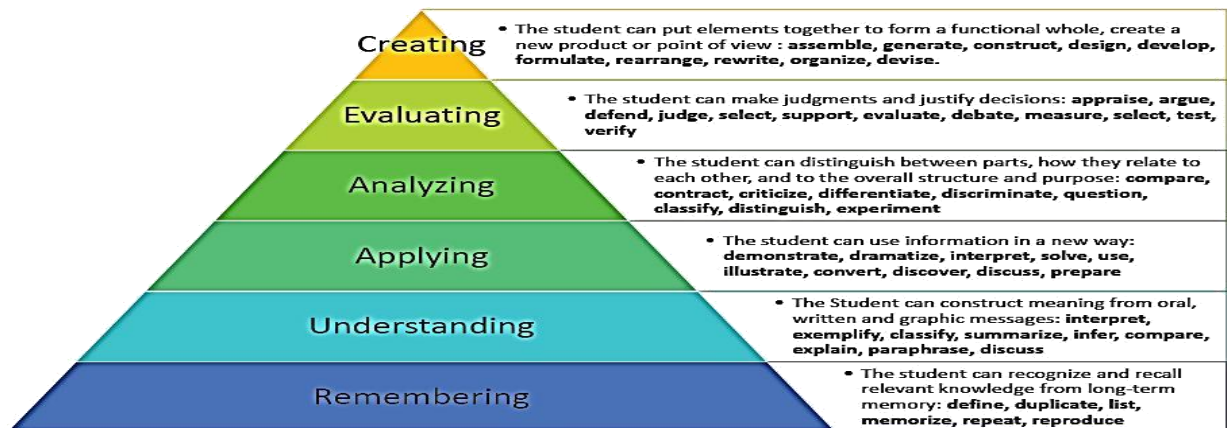 Creating
• The student can put elements together to form a functional whole, create a
new product or point of view : assemble, generate, construct, design, develop,
formulate, rearrange, rewrite, organize, devise.
Evaluating
• The student can make judgments and justify decisions: appraise, argue,
defend, judge, select, support, evaluate, debate, measure, select, test,
verify
Analyzing
• The student can distinguish between parts, how they relate to
each other, and to the overall structure and purpose: compare,
contract, criticize, differentiate, discriminate, question,
classify, distinguish, experiment
Applying
• The student can use information in a new way:
demonstrate, dramatize, interpret, solve, use,
illustrate, convert, discover, discuss, prepare
Understanding
• The Student can construct meaning from oral,
written and graphic messages: interpret,
exemplify, classify, summarize, infer, compare,
explain, paraphrase, discuss
Remembering
• The student can recognize and recall
relevant knowledge from long-term
memory: define, duplicate, list,
memorize, repeat, reproduce